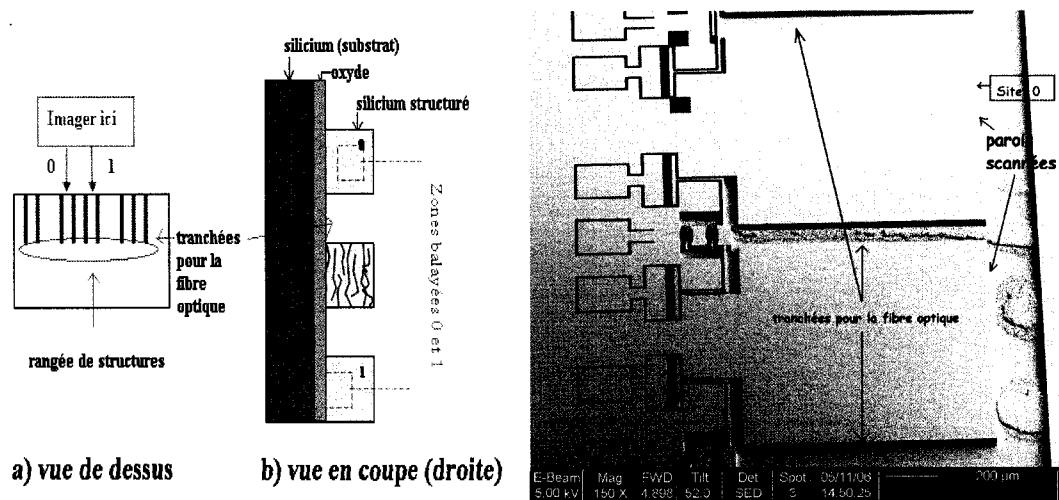 silicium (substrat)
oxyde
silicium structuré
Imager ici
0 1
0
Zones balayées 0 et 1
tranchées
pour la
fibre
optique
rangée de structures
1
a) vue de dessus
b) vue en coupe (droite)
Site 0
parois
scannées
tranchées pour la fibre optique
E-Beam Mag FWD Tilt Det Spot 05/11/06 200 µm
5.00 kV 150 X 4.898 52.0 SED 3 14:50:25